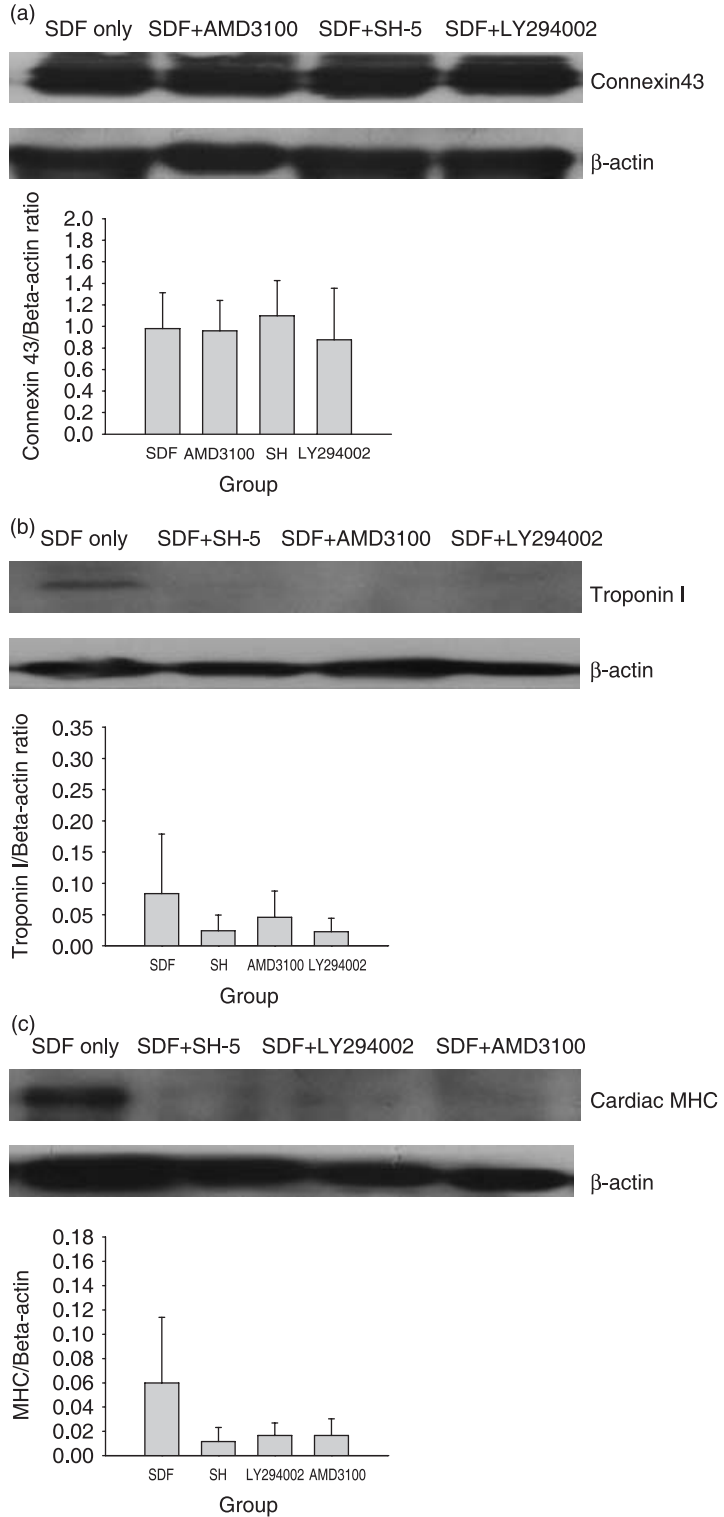 (a)
SDF only SDF+AMD3100 SDF+SH-5 SDF+LY294002
Connexin43
β-actin
Connexin 43/Beta-actin ratio
2.0
1.8
1.6
1.4
1.2
1.0
0.8
0.6
0.4
0.2
0.0
SDF AMD3100 SH LY294002
Group
(b)
SDF only SDF+SH-5 SDF+AMD3100 SDF+LY294002
Troponin I
β-actin
Troponin I/Beta-actin ratio
0.35
0.30
0.25
0.20
0.15
0.10
0.05
0.00
SDF SH AMD3100 LY294002
Group
(c)
SDF only SDF+SH-5 SDF+LY294002 SDF+AMD3100
Cardiac MHC
β-actin
MHC/Beta-actin
0.18
0.16
0.14
0.12
0.10
0.08
0.06
0.04
0.02
0.00
SDF SH LY294002 AMD3100
Group